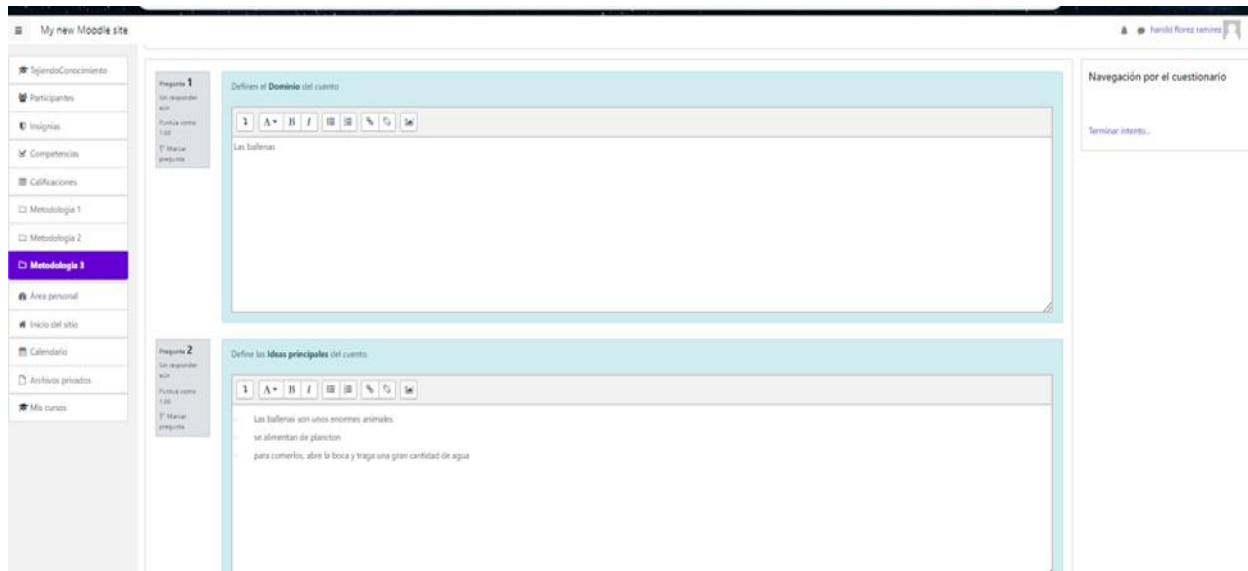 My new Moodle site
harold florez ramirez
TejiendoConocimiento
Participantes
Insignias
Competencias
Calificaciones
Metodología 1
Metodología 2
Metodología 3
Área personal
Inicio del sitio
Calendario
Archivos privados
Mis cursos
Pregunta 1
Sin responder
aún
Puntúa como
1,00
Marcar
pregunta
Definen el Dominio del cuento
Las ballenas
Pregunta 2
Sin responder
aún
Puntúa como
1,00
Marcar
pregunta
Define las Ideas principales del cuento
Las ballenas son unos enormes animales
se alimentan de plancton
para comerlos, abre la boca y traga una gran cantidad de agua
Navegación por el cuestionario
Terminar intento...